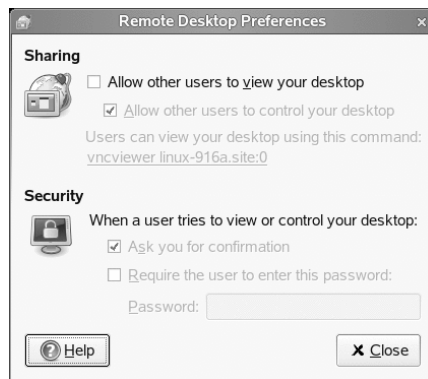 Remote Desktop Preferences
Sharing
Allow other users to view your desktop
Allow other users to control your desktop
Users can view your desktop using this command:
vncviewer linux-916a.site:0
Security
When a user tries to view or control your desktop:
Ask you for confirmation
Require the user to enter this password:
Password:
Help
Close